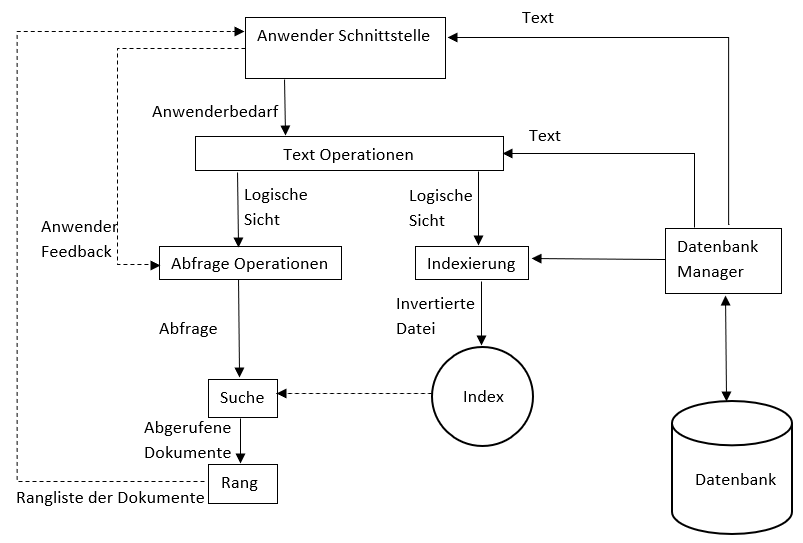 Text
Anwender Schnittstelle
Anwenderbedarf
Text
Text Operationen
Logische
Sicht
Logische
Sicht
Anwender
Feedback
Abfrage Operationen
Indexierung
Datenbank
Manager
Invertierte
Datei
Abfrage
Suche
Index
Abgerufene
Dokumente
Rang
Rangliste der Dokumente
Datenbank